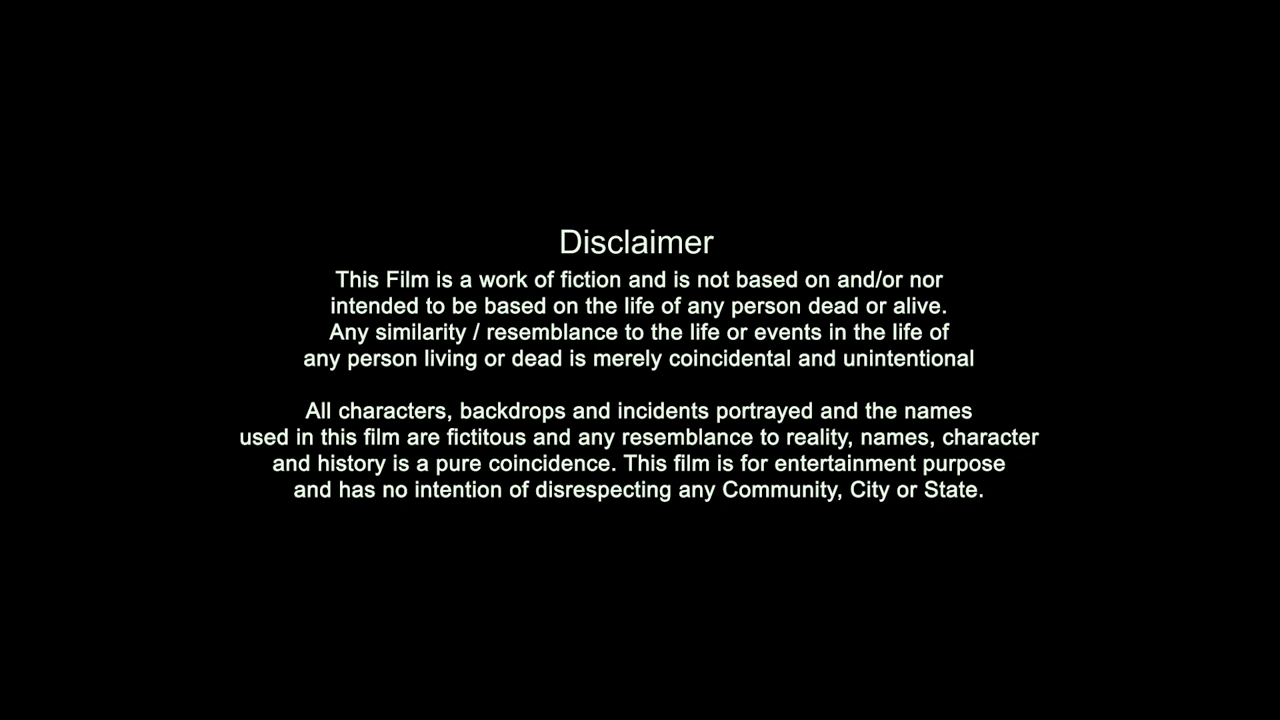 Disclaimer
This Film is a work of fiction and is not based on and/or nor
intended to be based on the life of any person dead or alive.
Any similarity / resemblance to the life or events in the life of
any person living or dead is merely coincidental and unintentional
All characters, backdrops and incidents portrayed and the names
used in this film are fictitous and any resemblance to reality, names, character
and history is a pure coincidence. This film is for entertainment purpose
and has no intention of disrespecting any Community, City or State.